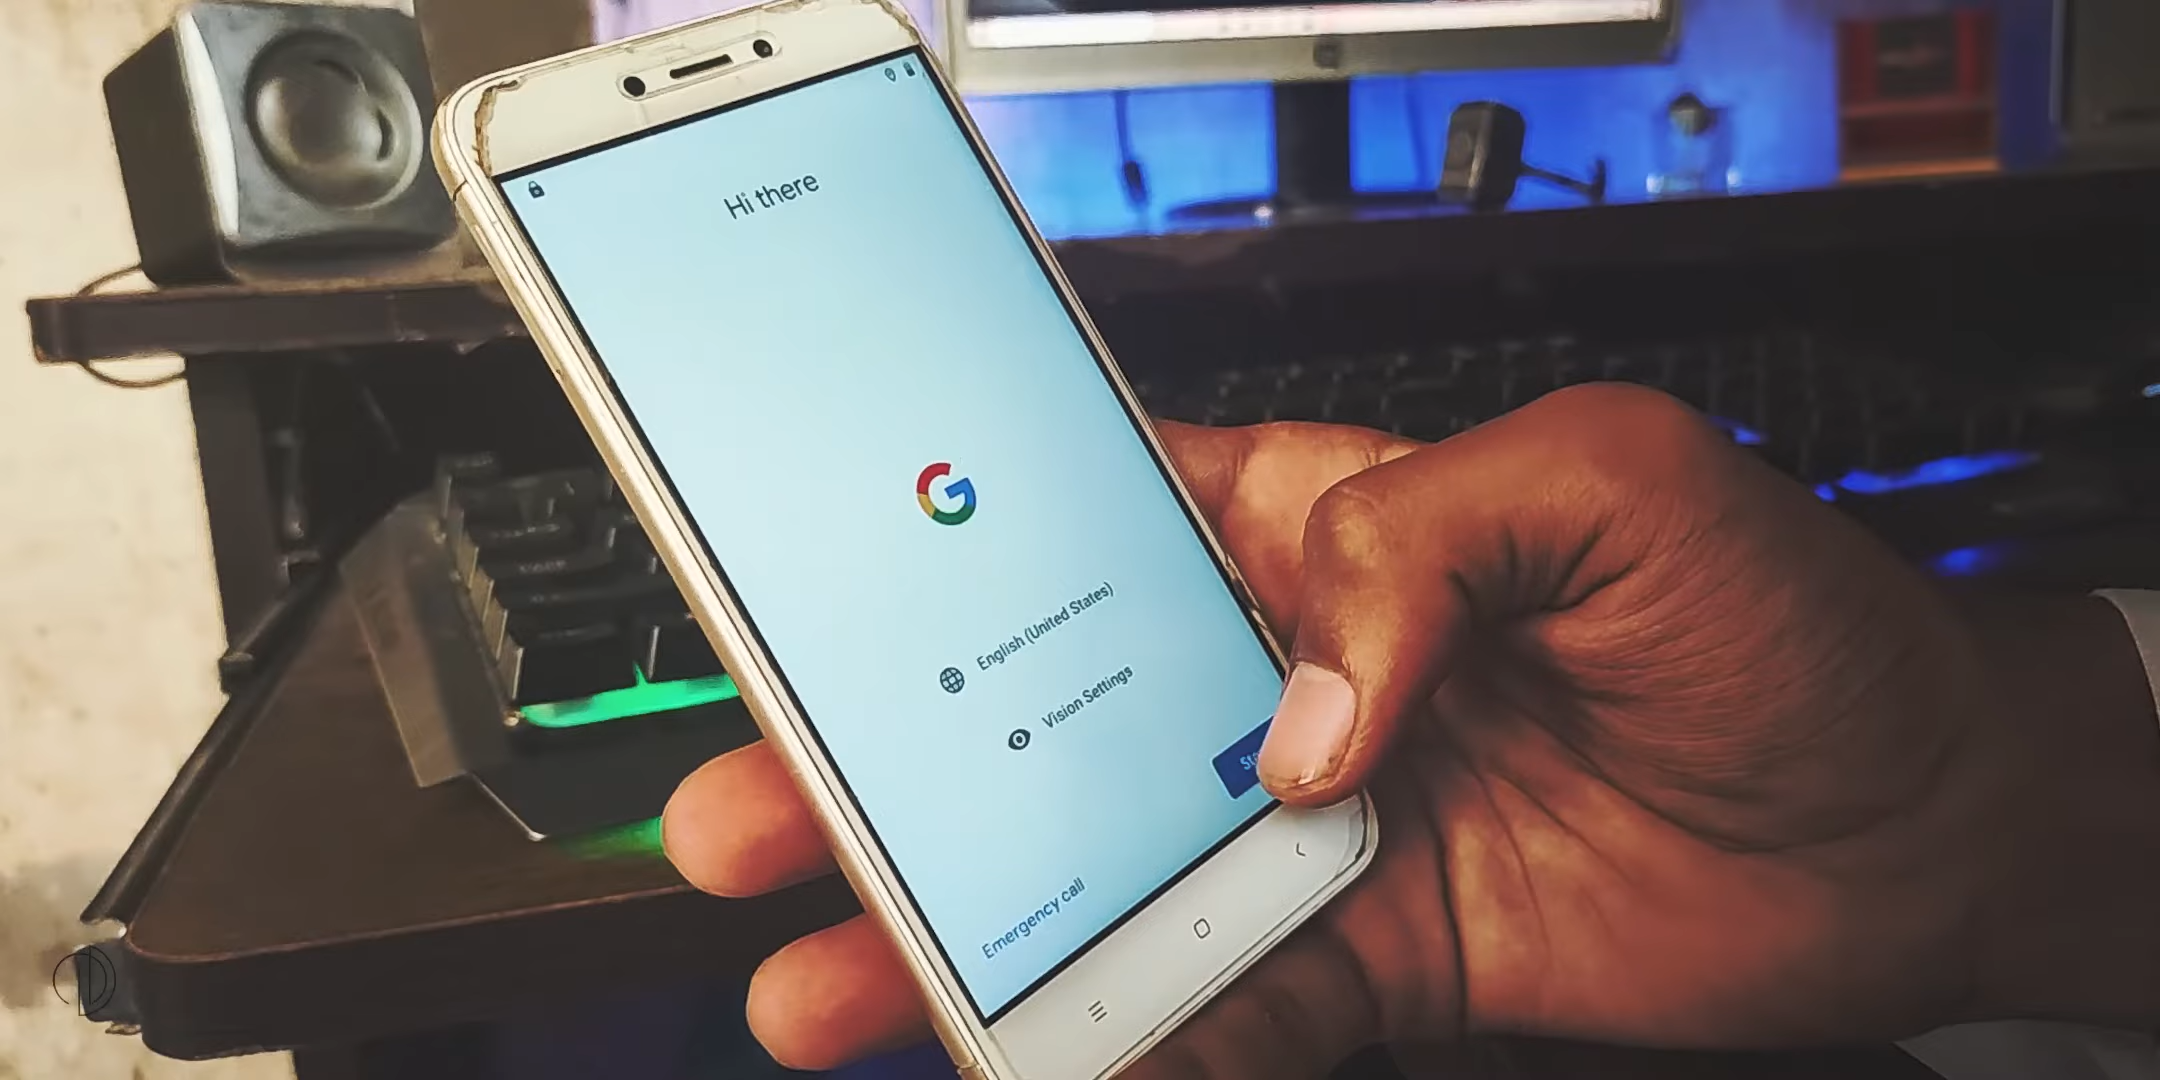 Hi there
English (United States)
Vision Settings
Emergency call